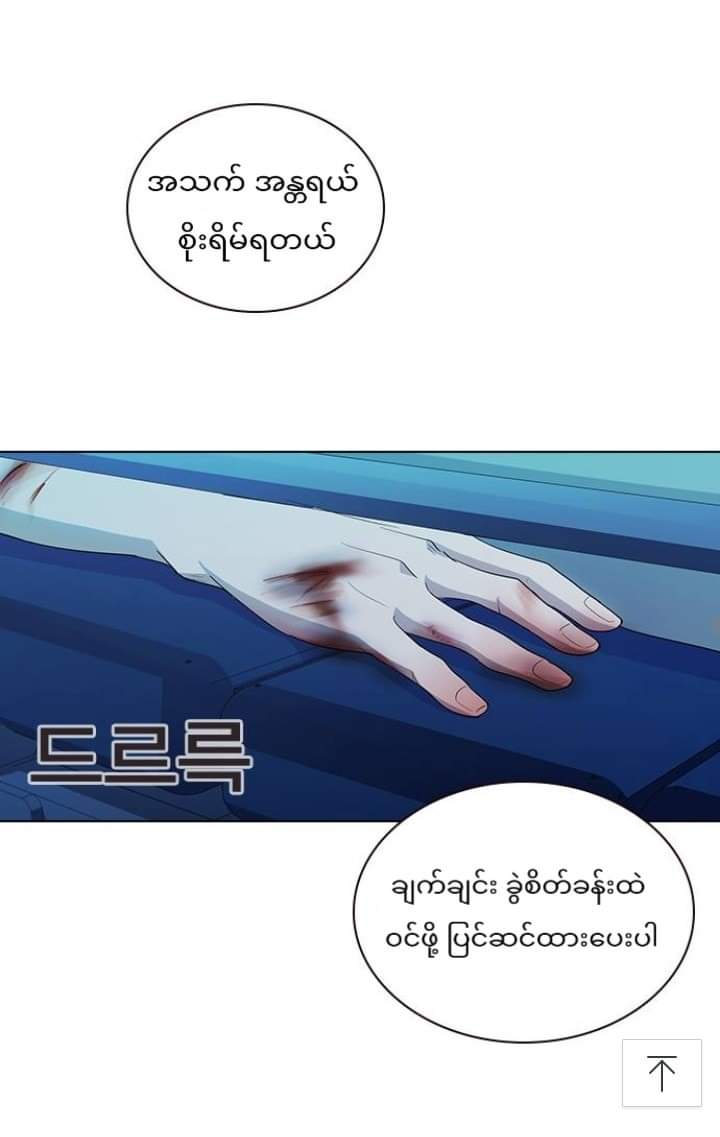 အသက် အန္တရယ်
စိုးရိမ်ရတယ်
드르륵
ချက်ချင်း ခွဲစိတ်ခန်းထဲ
ဝင်ဖို့ ပြင်ဆင်ထားပေးပါ